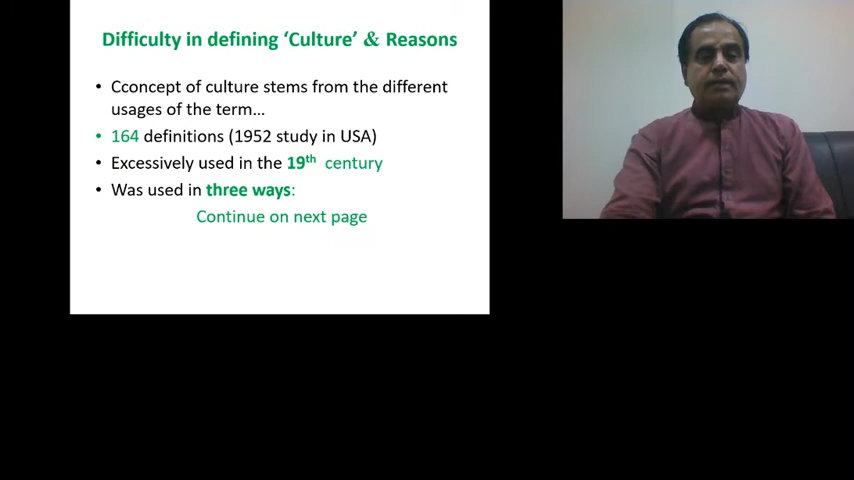 Difficulty in defining ‘Culture’ & Reasons
• Cconcept of culture stems from the different
usages of the term…
• 164 definitions (1952 study in USA)
• Excessively used in the 19th century
• Was used in three ways:
Continue on next page